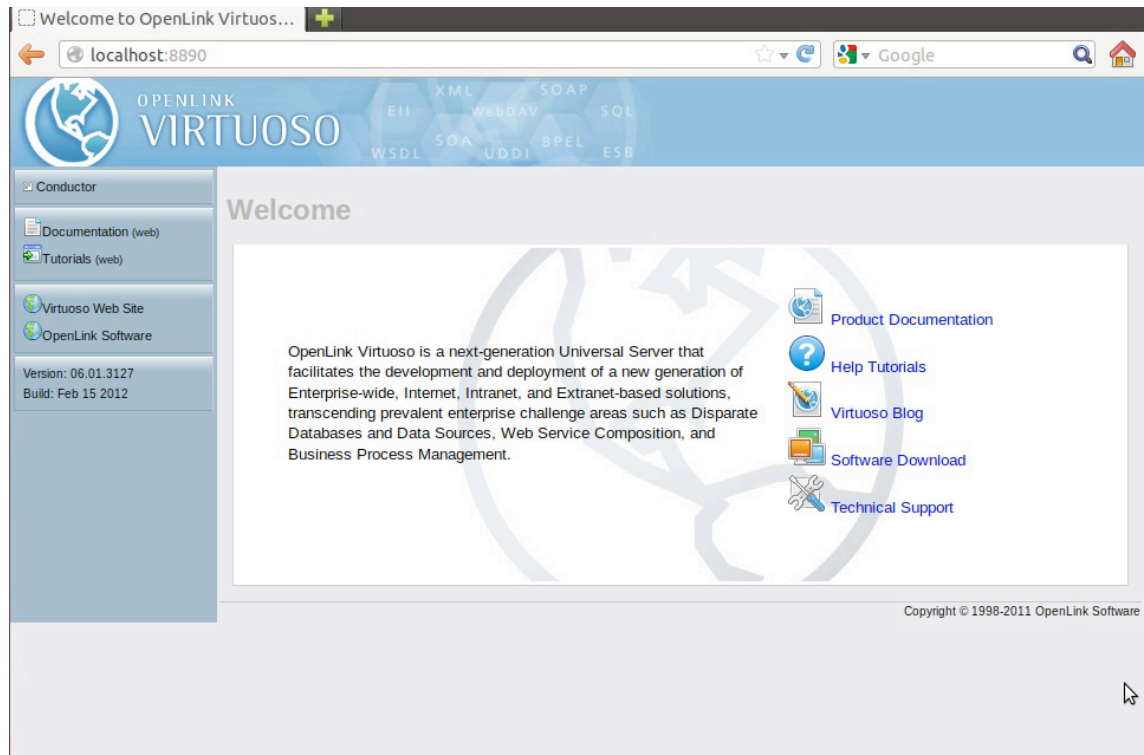 Welcome to OpenLink Virtuos...
localhost:8890
Google
OPENLINK
VIRTUOSO
XML
SOAP
EII
WebDAV
SQL
SOA
BPEL
WSDL
UDDI
ESB
Conductor
Documentation (web)
Tutorials (web)
Virtuoso Web Site
OpenLink Software
Version: 06.01.3127
Build: Feb 15 2012
Welcome
OpenLink Virtuoso is a next-generation Universal Server that
facilitates the development and deployment of a new generation of
Enterprise-wide, Internet, Intranet, and Extranet-based solutions,
transcending prevalent enterprise challenge areas such as Disparate
Databases and Data Sources, Web Service Composition, and
Business Process Management.
Product Documentation
Help Tutorials
Virtuoso Blog
Software Download
Technical Support
Copyright © 1998-2011 OpenLink Software